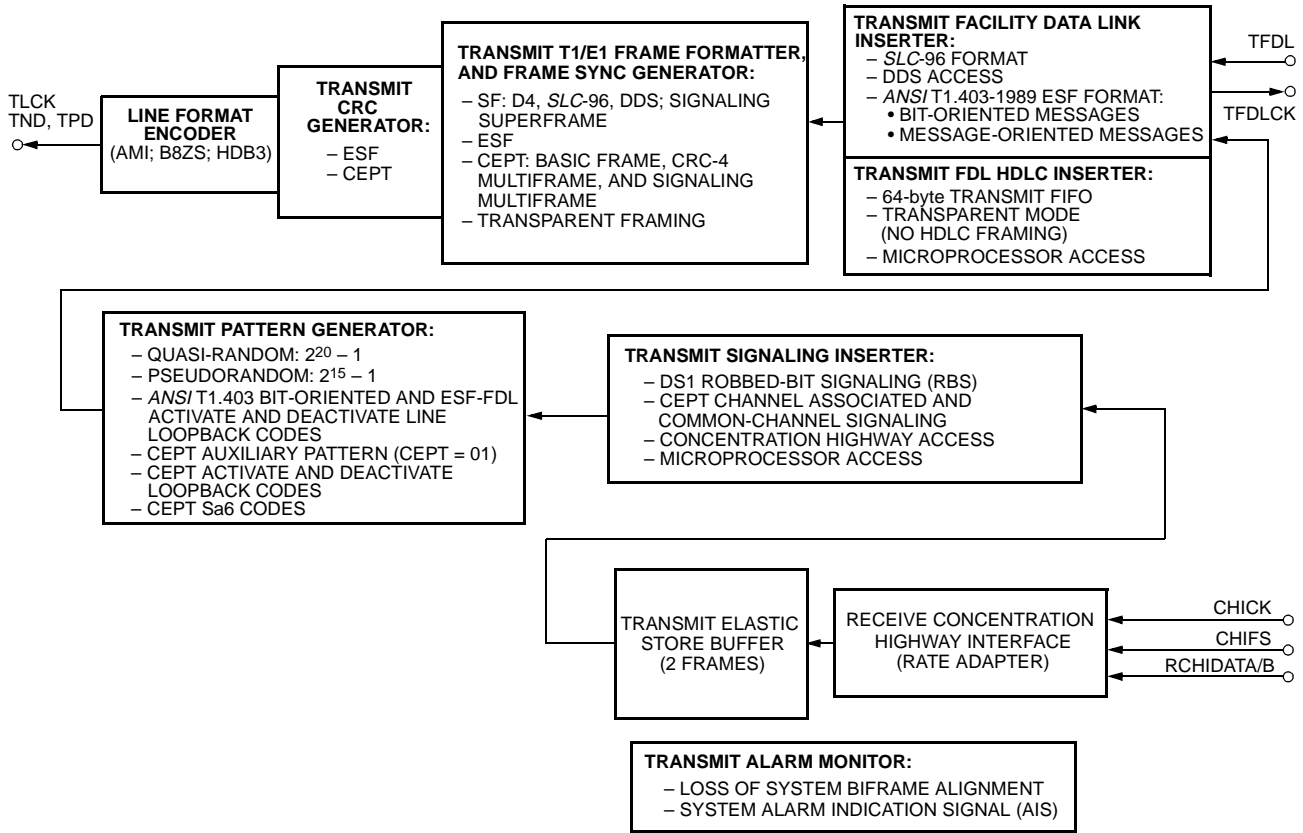 TLCK
TND, TPD
LINE FORMAT
ENCODER
(AMI; B8ZS; HDB3)
TRANSMIT
CRC
GENERATOR:
– ESF
– CEPT
TRANSMIT T1/E1 FRAME FORMATTER,
AND FRAME SYNC GENERATOR:
– SF: D4, SLC-96, DDS; SIGNALING
SUPERFRAME
– ESF
– CEPT: BASIC FRAME, CRC-4
MULTIFRAME, AND SIGNALING
MULTIFRAME
– TRANSPARENT FRAMING
TRANSMIT FACILITY DATA LINK
INSERTER:
– SLC-96 FORMAT
– DDS ACCESS
– ANSI T1.403-1989 ESF FORMAT:
• BIT-ORIENTED MESSAGES
• MESSAGE-ORIENTED MESSAGES
TFDL
TFDLCK
TRANSMIT FDL HDLC INSERTER:
– 64-byte TRANSMIT FIFO
– TRANSPARENT MODE
(NO HDLC FRAMING)
– MICROPROCESSOR ACCESS
TRANSMIT PATTERN GENERATOR:
– QUASI-RANDOM: 2²⁰ – 1
– PSEUDORANDOM: 2¹⁵ – 1
– ANSI T1.403 BIT-ORIENTED AND ESF-FDL
ACTIVATE AND DEACTIVATE LINE
LOOPBACK CODES
– CEPT AUXILIARY PATTERN (CEPT = 01)
– CEPT ACTIVATE AND DEACTIVATE
LOOPBACK CODES
– CEPT Sa6 CODES
TRANSMIT SIGNALING INSERTER:
– DS1 ROBBED-BIT SIGNALING (RBS)
– CEPT CHANNEL ASSOCIATED AND
COMMON-CHANNEL SIGNALING
– CONCENTRATION HIGHWAY ACCESS
– MICROPROCESSOR ACCESS
TRANSMIT ELASTIC
STORE BUFFER
(2 FRAMES)
RECEIVE CONCENTRATION
HIGHWAY INTERFACE
(RATE ADAPTER)
CHICK
CHIFS
RCHIDATA/B
TRANSMIT ALARM MONITOR:
– LOSS OF SYSTEM BIFRAME ALIGNMENT
– SYSTEM ALARM INDICATION SIGNAL (AIS)